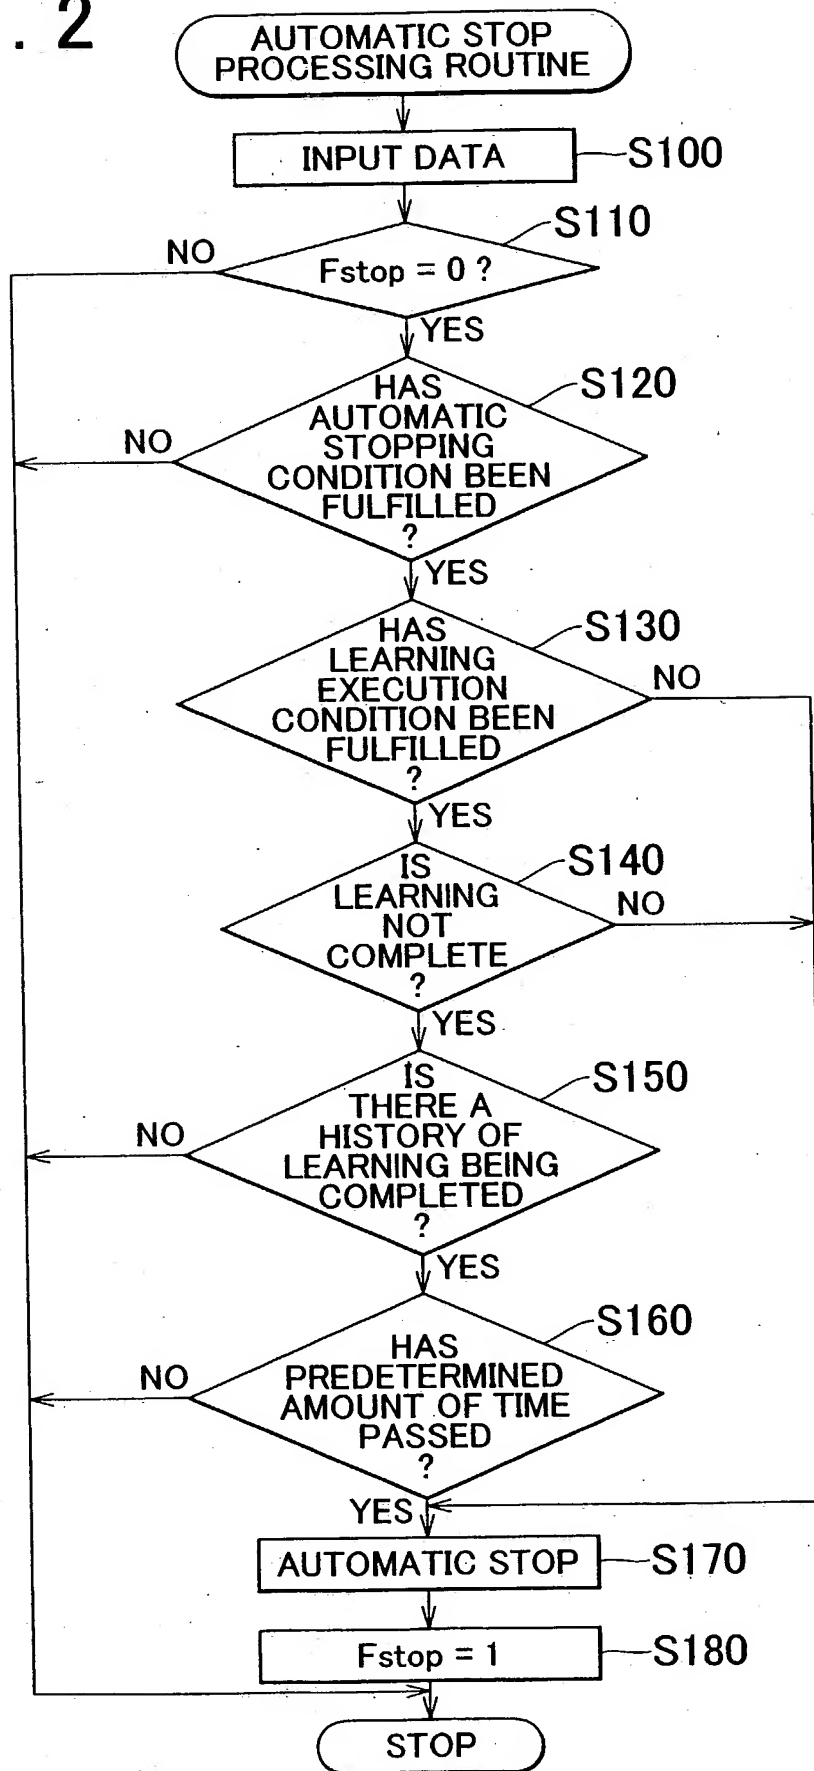 . 2
AUTOMATIC STOP
PROCESSING ROUTINE
INPUT DATA
S100
S110
NO
Fstop = 0 ?
YES
S120
HAS
AUTOMATIC
STOPPING
CONDITION BEEN
FULFILLED
?
NO
YES
S130
HAS
LEARNING
EXECUTION
CONDITION BEEN
FULFILLED
?
NO
YES
S140
IS
LEARNING
NOT
COMPLETE
?
NO
YES
S150
IS
THERE A
HISTORY OF
LEARNING BEING
COMPLETED
?
NO
YES
S160
HAS
PREDETERMINED
AMOUNT OF TIME
PASSED
?
NO
YES
AUTOMATIC STOP
S170
Fstop = 1
S180
STOP